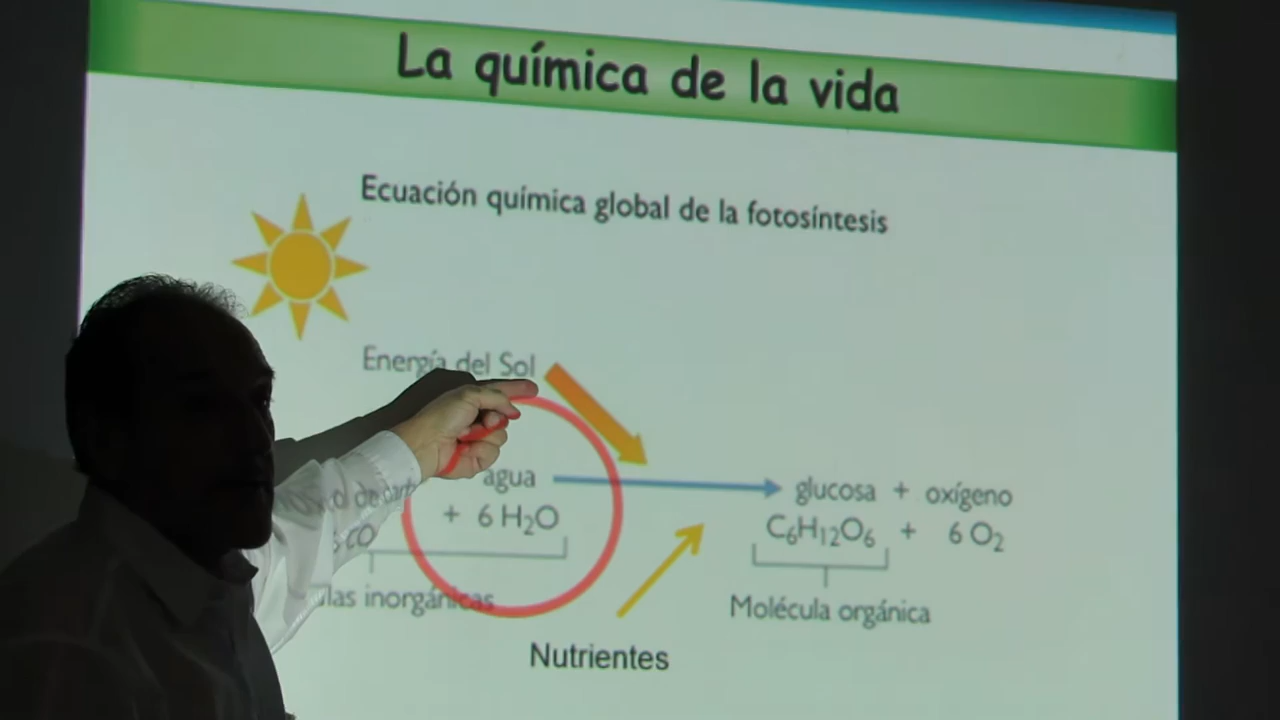 La química de la vida
Ecuación química global de la fotosíntesis
Energía del Sol
agua
glucosa + oxígeno
+ 6 H₂O
C₆H₁₂O₆ + 6 O₂
inorgánicas
Molécula orgánica
Nutrientes